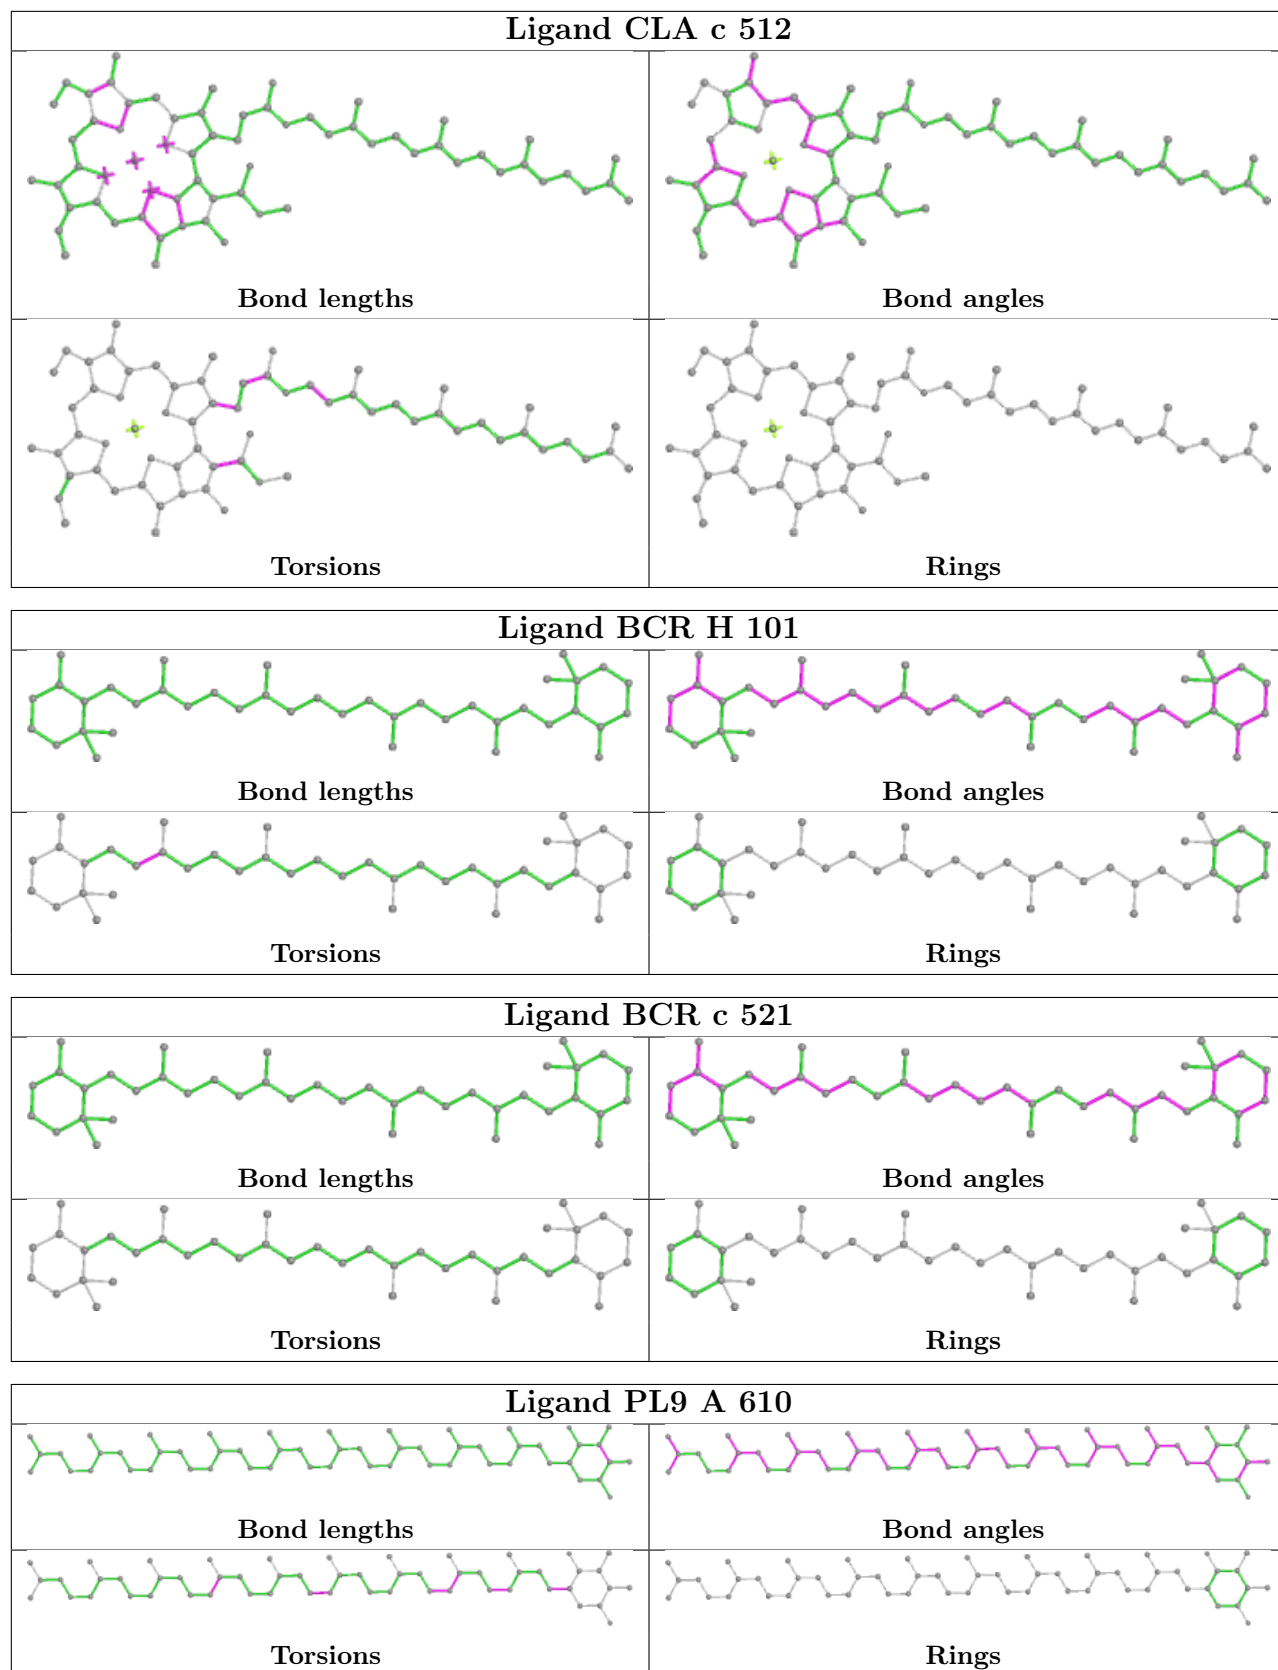 Ligand CLA c 512
Bond lengths Bond angles
Torsions Rings
Ligand BCR H 101
Bond lengths Bond angles
Torsions Rings
Ligand BCR c 521
Bond lengths Bond angles
Torsions Rings
Ligand PL9 A 610
Bond lengths Bond angles
Torsions Rings